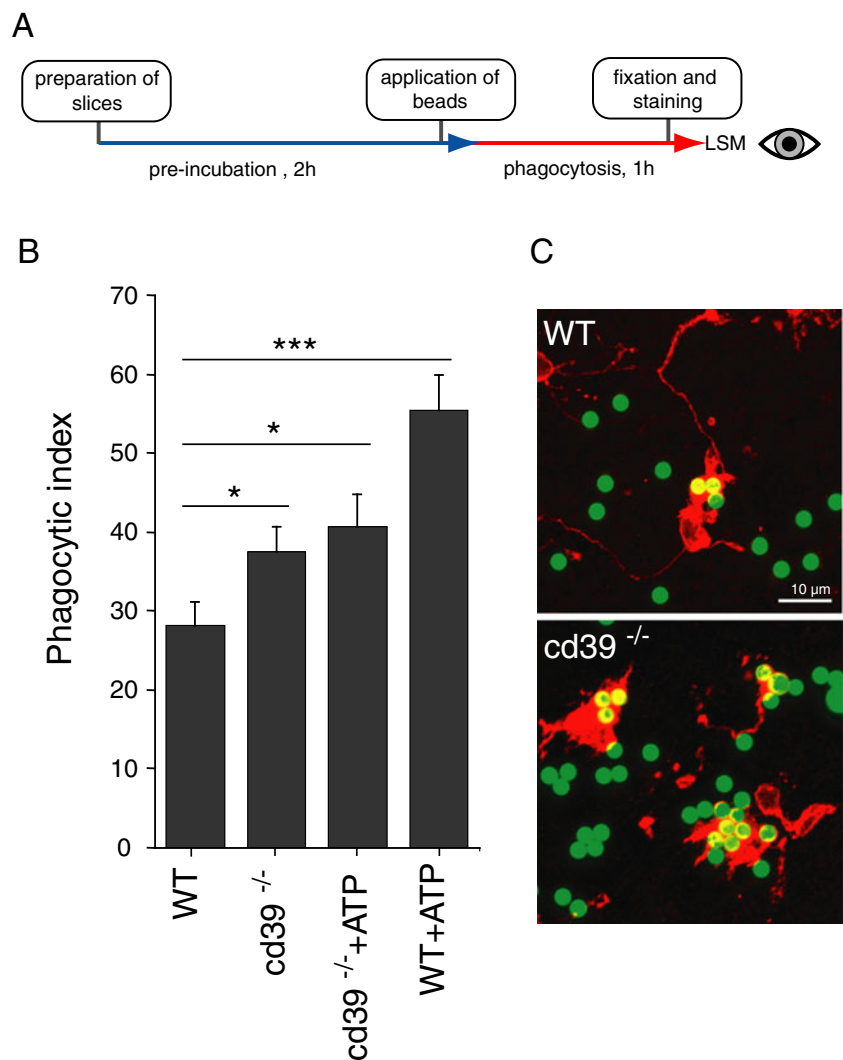 A
preparation of
slices
application of
beads
fixation and
staining
LSM
pre-incubation , 2h
phagocytosis, 1h
B
Phagocytic index
70
60
50
40
30
20
10
0
***
*
*
WT
cd39 -/-
cd39 -/-+ATP
WT+ATP
C
WT
10 µm
cd39 -/-